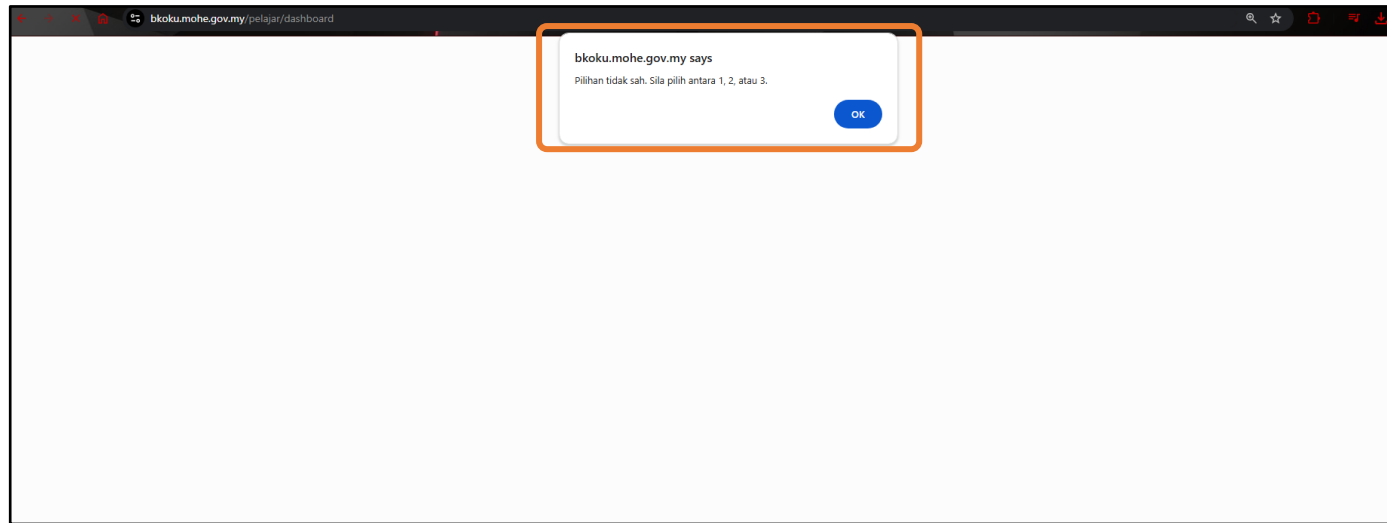 bkoku.mohe.gov.my/pelajar/dashboard
bkoku.mohe.gov.my says
Pilihan tidak sah. Sila pilih antara 1, 2, atau 3.
OK